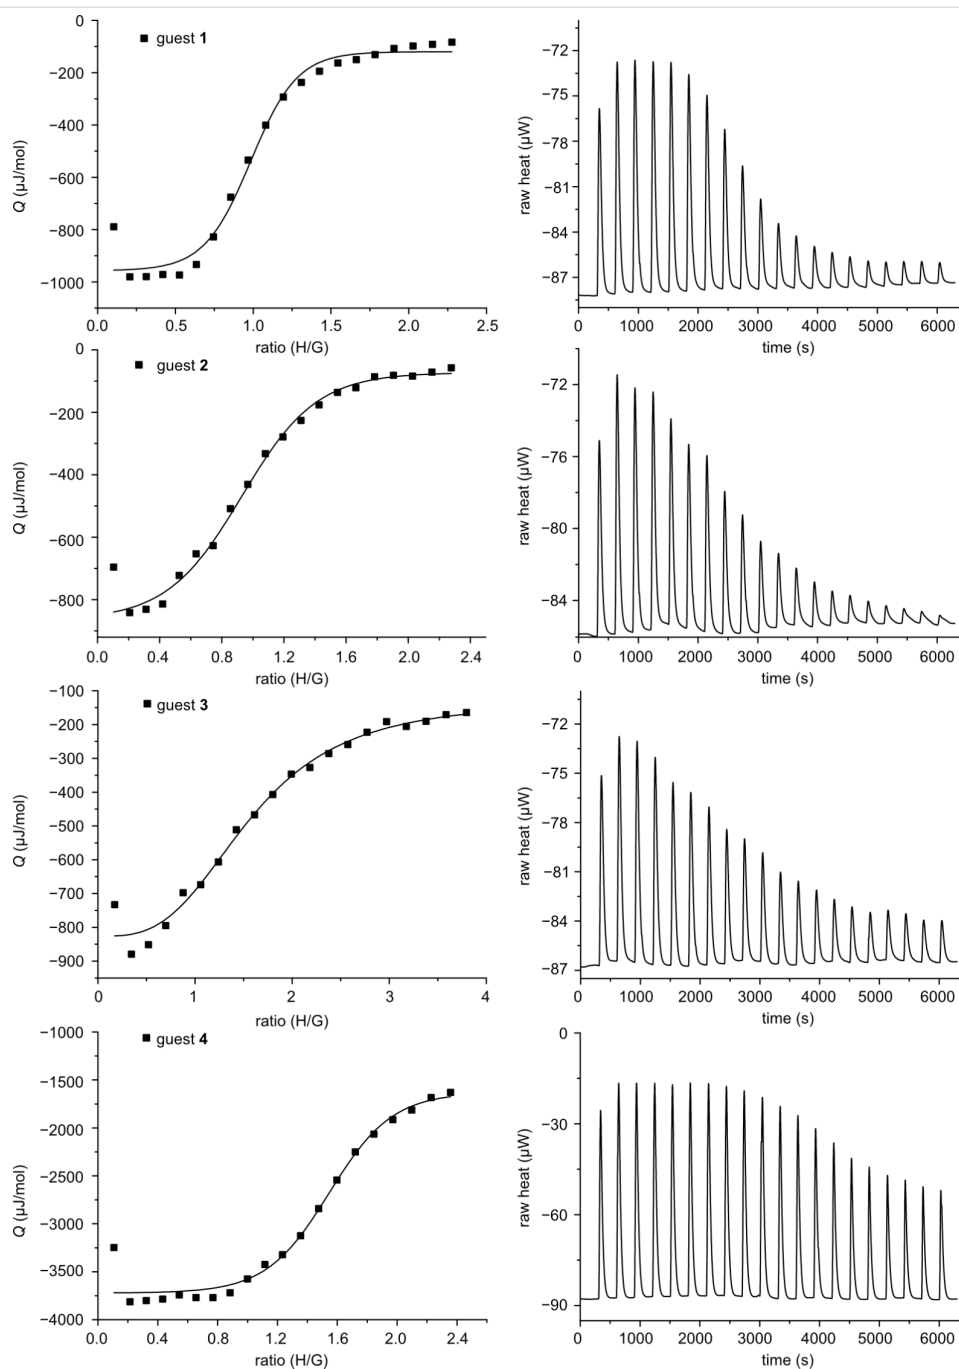 guest 1
Q (µJ/mol)
0
−200
−400
−600
−800
−1000
0.0 0.5 1.0 1.5 2.0 2.5
ratio (H/G)
raw heat (µW)
−72
−75
−78
−81
−84
−87
0 1000 2000 3000 4000 5000 6000
time (s)
guest 2
Q (µJ/mol)
0
−200
−400
−600
−800
0.0 0.4 0.8 1.2 1.6 2.0 2.4
ratio (H/G)
raw heat (µW)
−72
−76
−80
−84
0 1000 2000 3000 4000 5000 6000
time (s)
guest 3
Q (µJ/mol)
−100
−200
−300
−400
−500
−600
−700
−800
−900
0 1 2 3 4
ratio (H/G)
raw heat (µW)
−72
−75
−78
−81
−84
−87
0 1000 2000 3000 4000 5000 6000
time (s)
guest 4
Q (µJ/mol)
−1000
−1500
−2000
−2500
−3000
−3500
−4000
0.0 0.4 0.8 1.2 1.6 2.0 2.4
ratio (H/G)
raw heat (µW)
0
−30
−60
−90
0 1000 2000 3000 4000 5000 6000
time (s)